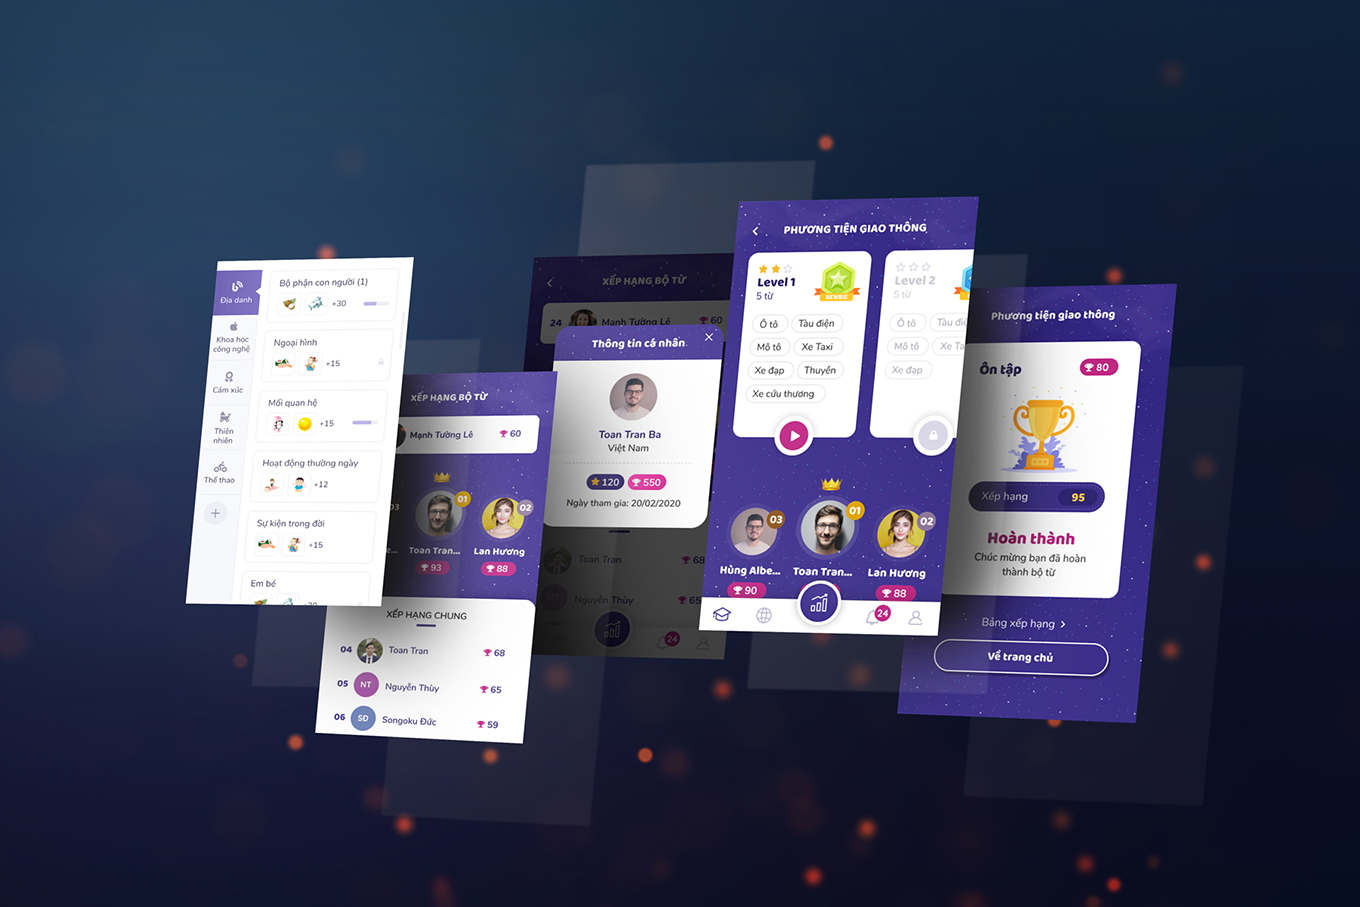 Địa danh
Khoa học
công nghệ
Cảm xúc
Thiên
nhiên
Thể thao
Bộ phận con người (1)
+30
Ngoại hình
+15
Mối quan hệ
+15
Hoạt động thường ngày
+12
Sự kiện trong đời
+15
Em bé
XẾP HẠNG BỘ TỪ
Mạnh Tường Lê
60
03
01
02
Toan Tran...
Lan Hương
93
88
XẾP HẠNG CHUNG
04
Toan Tran
68
05
NT
Nguyễn Thùy
65
06
SD
Songoku Đức
59
XẾP HẠNG BỘ TỪ
24
Mạnh Tường Lê
60
Thông tin cá nhân
Toan Tran Ba
Việt Nam
120
550
Ngày tham gia: 20/02/2020
Toan Tran
68
NT
Nguyễn Thùy
65
24
PHƯƠNG TIỆN GIAO THÔNG
Level 1
5 từ
NEWBIE
Ô tô
Tàu điện
Mô tô
Xe Taxi
Xe đạp
Thuyền
Xe cứu thương
Level 2
5 từ
Ô tô
Tàu
Mô tô
Xe
Xe đạp
03
01
02
Hùng Albe...
Toan Tran...
Lan Hương
90
88
24
Phương tiện giao thông
Ôn tập
80
Xếp hạng
95
Hoàn thành
Chúc mừng bạn đã hoàn
thành bộ từ
Bảng xếp hạng
Về trang chủ